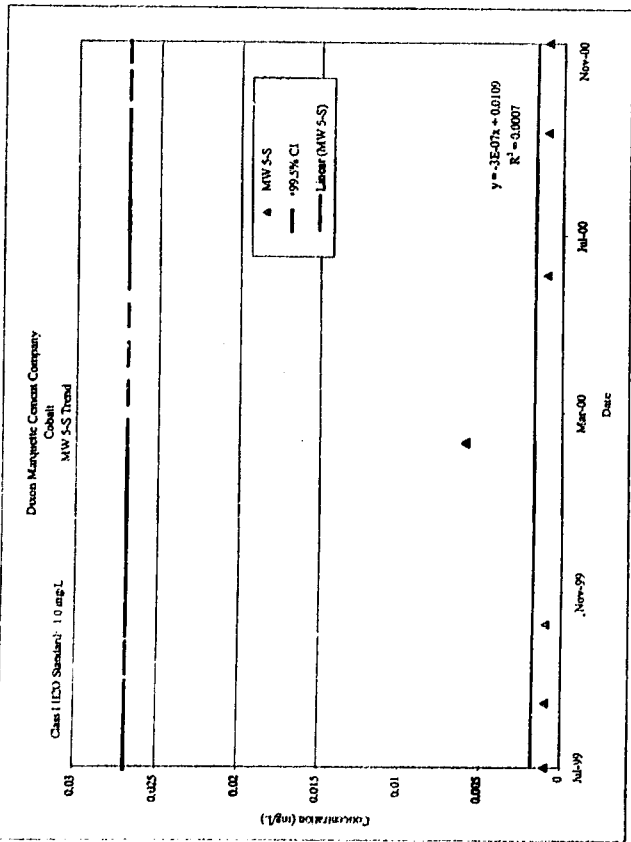 Dixon Marquette Cement Company
Cobalt
MW 5-S Trend
Class I H2O Standard: 1.0 mg/L
0.03
0.025
0.02
0.015
0.01
0.005
0
Concentration (mg/L)
MW 5-S
+99.5% CI
Linear (MW 5-S)
y = -3E-07x + 0.0109
R² = 0.0007
Jul-99
Nov-99
Mar-00
Jul-00
Nov-00
Date